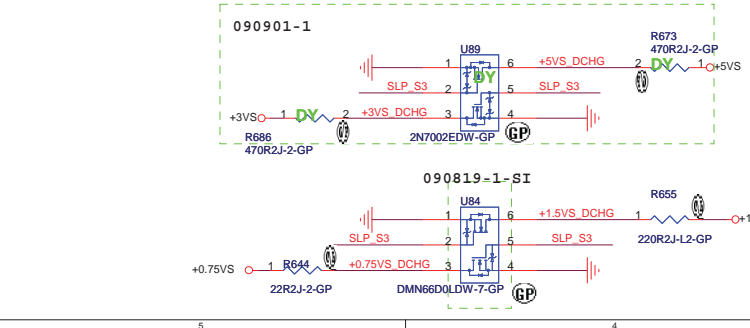 090901-1
R673
470R2J-2-GP
U89
1 6 +5VS_DCHG 2 DY 1 +5VS
DY
SLP_S3 2 5 SLP_S3
+3VS 1 DY 2 +3VS_DCHG 3 4
R686
470R2J-2-GP
2N7002EDW-GP GP
090819-1-SI
U84
R655
1 6 +1.5VS_DCHG 1 +1
SLP_S3 2 5 SLP_S3
220R2J-L2-GP
+0.75VS 1 R644 +0.75VS_DCHG 3 4
22R2J-2-GP
DMN66D0LDW-7-GP GP
5 4